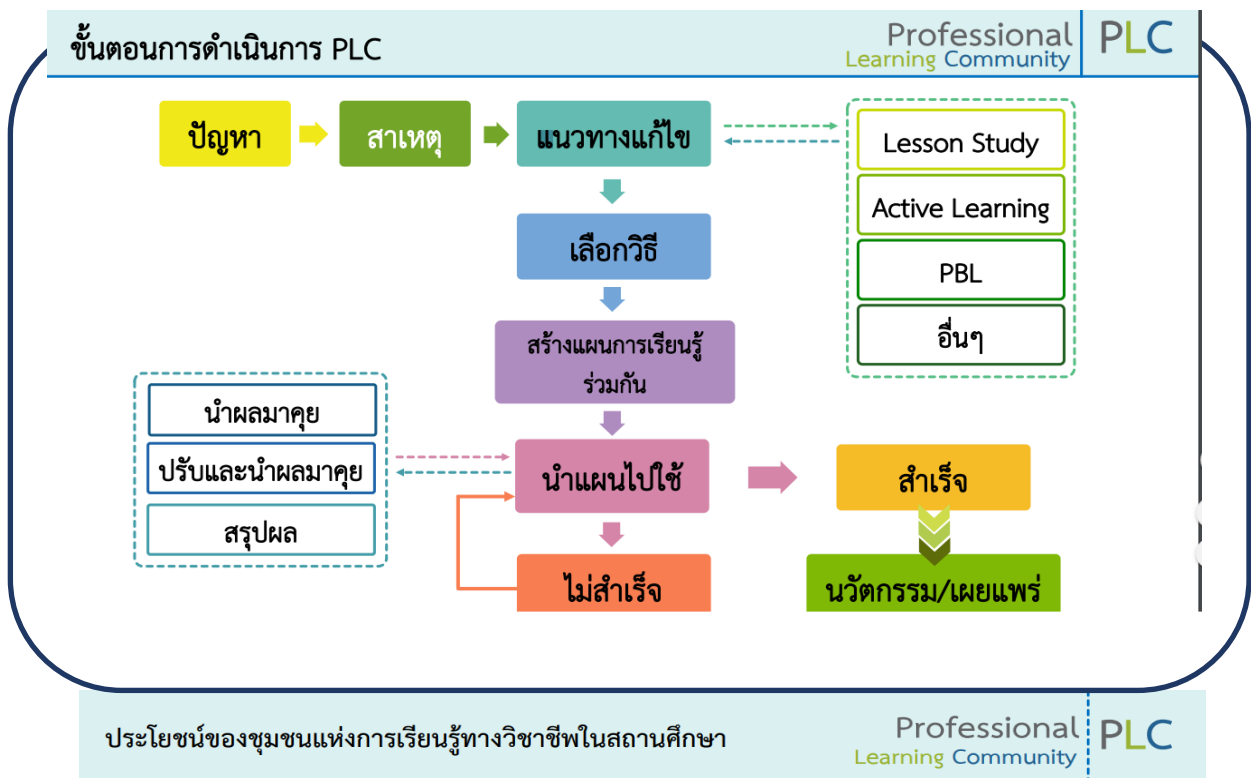 ขั้นตอนการดำเนินการ PLC
Professional
Learning Community
PLC
ปัญหา
สาเหตุ
แนวทางแก้ไข
Lesson Study
Active Learning
PBL
อื่นๆ
เลือกวิธี
สร้างแผนการเรียนรู้
ร่วมกัน
นำผลมาคุย
ปรับและนำผลมาคุย
สรุปผล
นำแผนไปใช้
สำเร็จ
ไม่สำเร็จ
นวัตกรรม/เผยแพร่
ประโยชน์ของชุมชนแห่งการเรียนรู้ทางวิชาชีพในสถานศึกษา
Professional
Learning Community
PLC